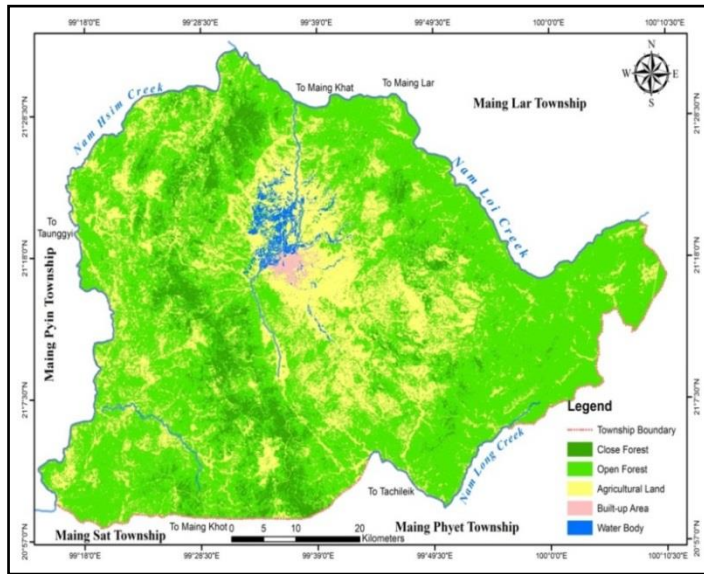 99°18'0"E 99°28'30"E 99°39'0"E 99°49'30"E 100°0'0"E 100°10'30"E
N
W E
S
To Maing Khat
To Maing Lar
Maing Lar Township
Nam Hsim Creek
21°28'30"N
21°28'30"N
Nam Loi Creek
To
Taunggyi
21°18'0"N
21°18'0"N
Maing Pyin Township
21°7'30"N
21°7'30"N
Legend
Township Boundary
Close Forest
Open Forest
Agricultural Land
Built-up Area
Water Body
Nam Long Creek
To Tachileik
To Maing Khot
0 5 10 20
Kilometers
Maing Sat Township
Maing Phyet Township
20°57'0"N
20°57'0"N
99°18'0"E 99°28'30"E 99°39'0"E 99°49'30"E 100°0'0"E 100°10'30"E